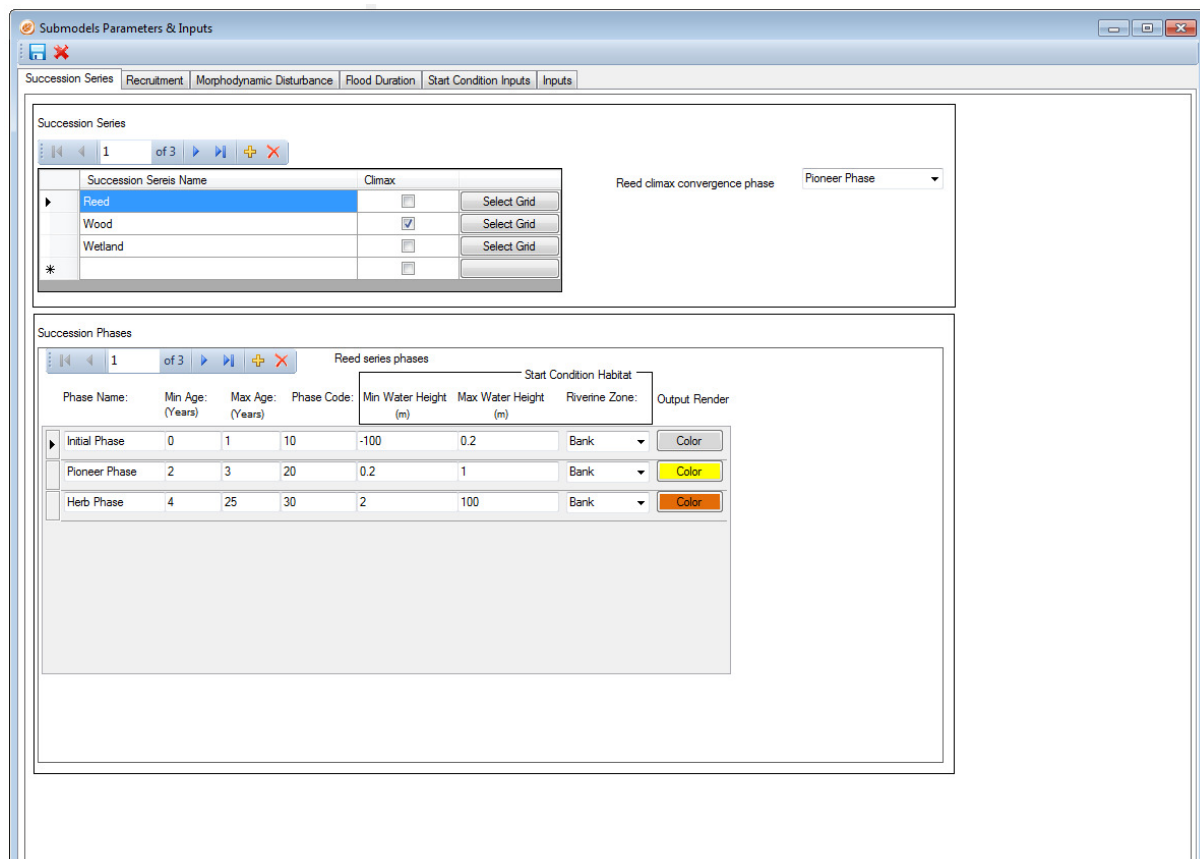 Submodels Parameters & Inputs
Succession Series Recruitment Morphodynamic Disturbance Flood Duration Start Condition Inputs Inputs
Succession Series
1 of 3
Succession Sereis Name Climax
Reed climax convergence phase Pioneer Phase
Reed Select Grid
Wood Select Grid
Wetland Select Grid
Succession Phases
1 of 3 Reed series phases
Start Condition Habitat
Phase Name: Min Age: Max Age: Phase Code: Min Water Height Max Water Height Riverine Zone: Output Render
(Years) (Years) (m) (m)
Initial Phase 0 1 10 -100 0.2 Bank Color
Pioneer Phase 2 3 20 0.2 1 Bank Color
Herb Phase 4 25 30 2 100 Bank Color